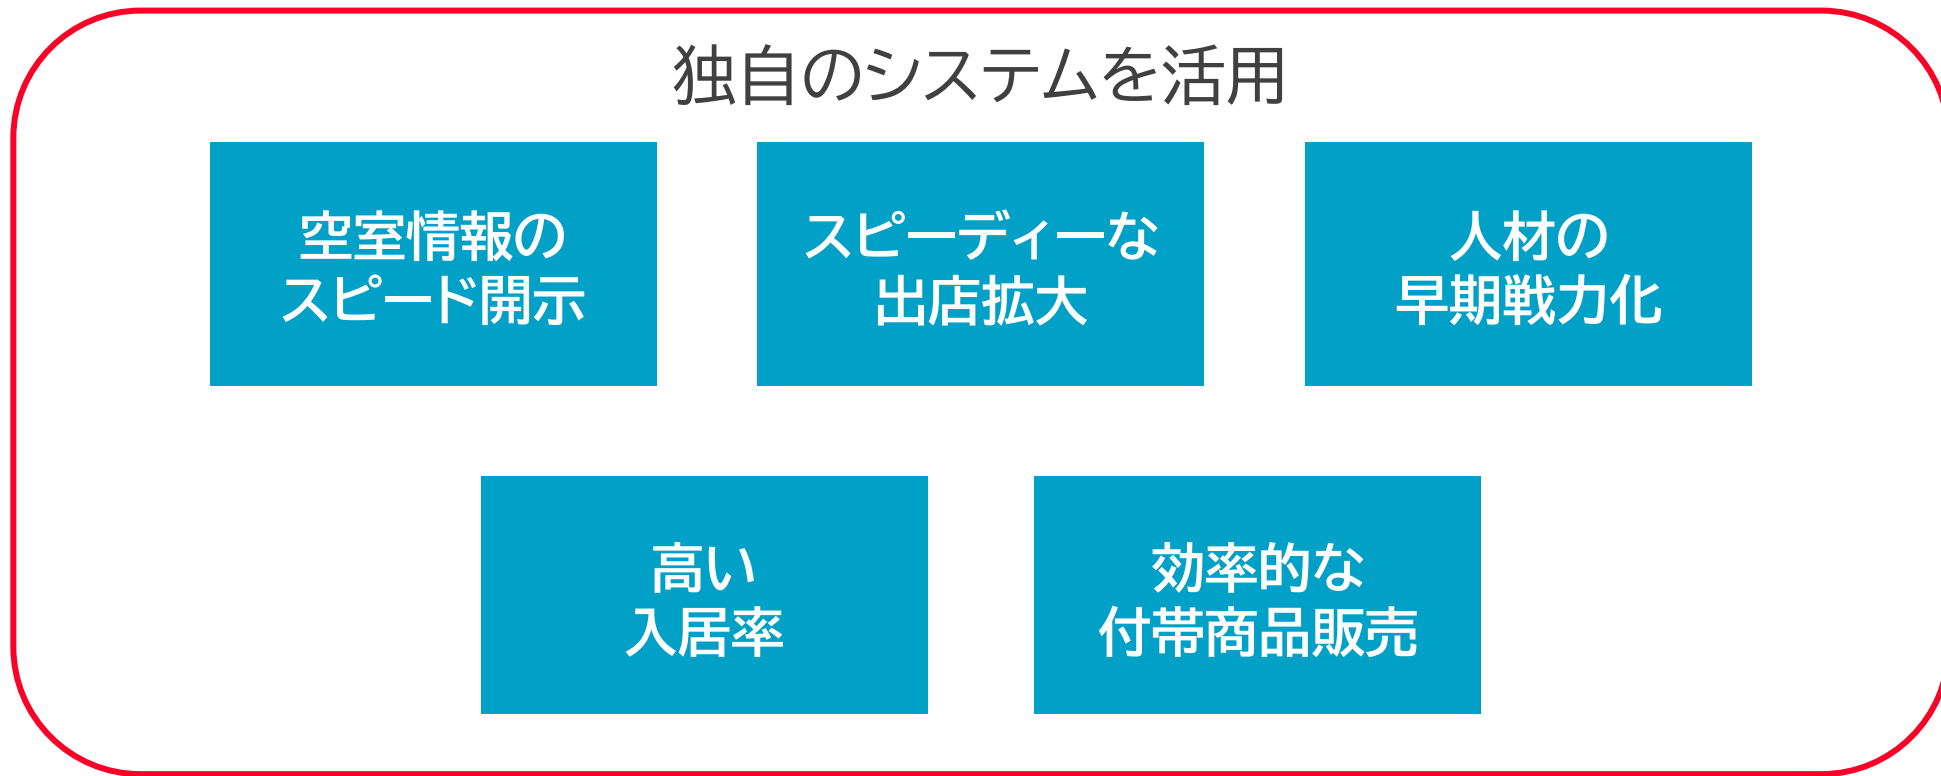 独自のシステムを活用
空室情報の
スピード開示
スピーディーな
出店拡大
人材の
早期戦力化
高い
入居率
効率的な
付帯商品販売